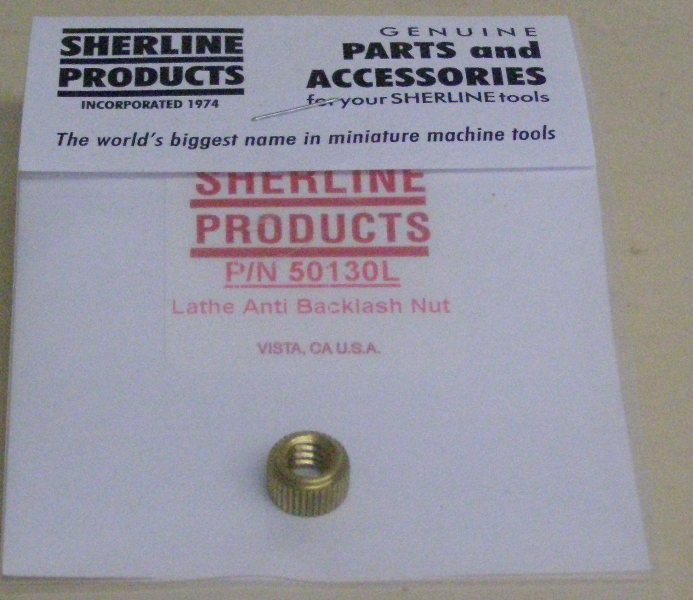 SHERLINE
PRODUCTS
INCORPORATED 1974
GENUINE
PARTS and
ACCESSORIES
for your SHERLINE tools
The world's biggest name in miniature machine tools
SHERLINE
PRODUCTS
P/N 50130L
Lathe Anti Backlash Nut
VISTA, CA U.S.A.